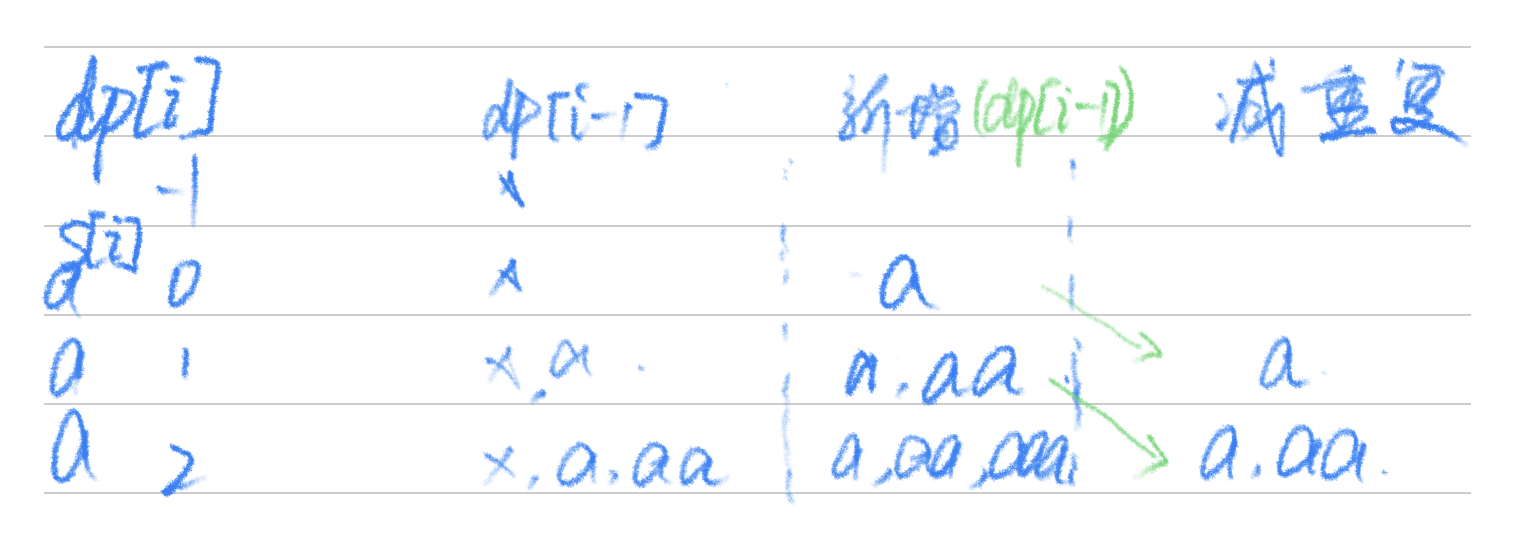 dp[i] dp[i-1] 新增(dp[i-1]) 减重复
-1 x
s[i]
a 0 x a
a 1 x,a. a,aa a
a 2 x,a.aa a,aa,aaa a.aa.